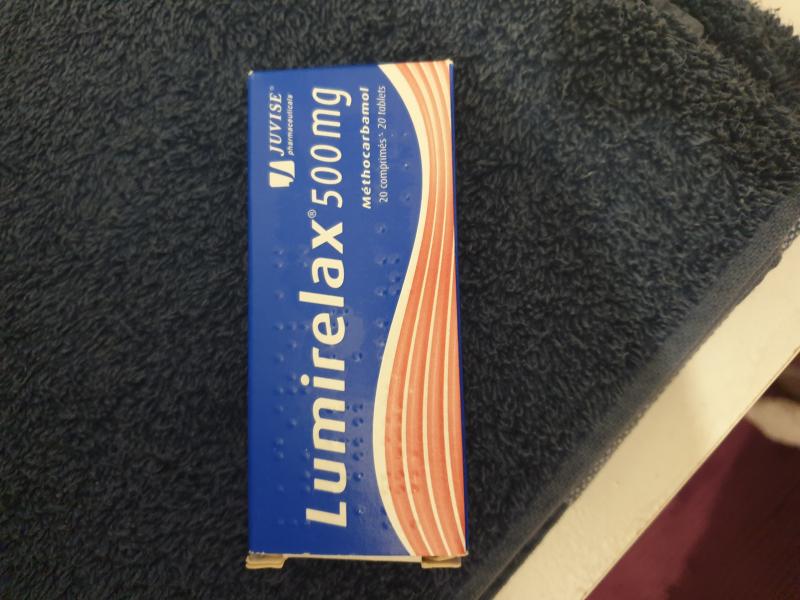 JUVISE®
pharmaceuticals
Lumirelax® 500mg
Méthocarbamol
20 comprimés - 20 tablets